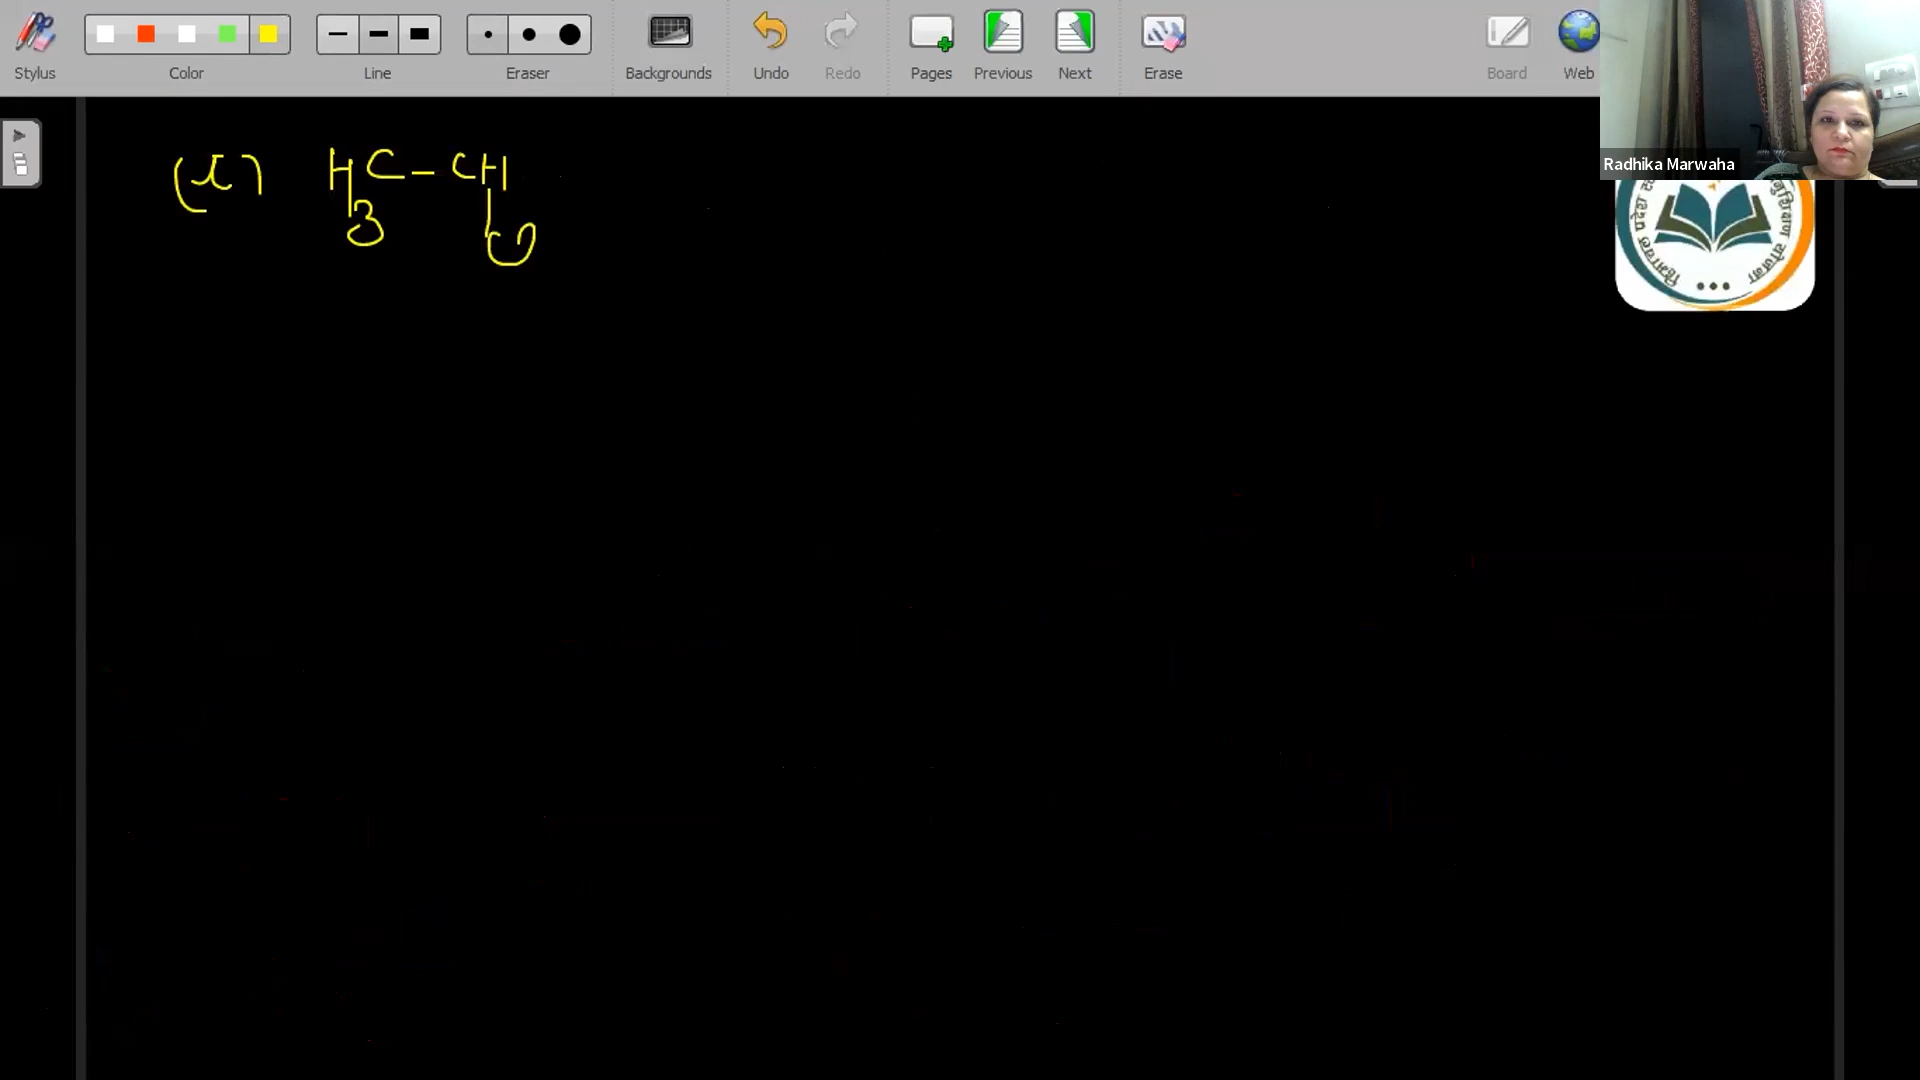 Stylus Color Line Eraser Backgrounds Undo Redo Pages Previous Next Erase Board Web
Radhika Marwaha
(i) H3C-CH